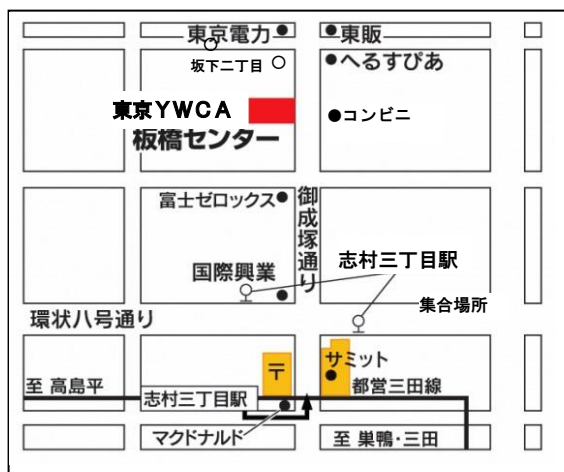 東京電力
東販
坂下二丁目
へるすぴあ
東京YWCA
板橋センター
コンビニ
富士ゼロックス
御成塚通り
国際興業
志村三丁目駅
集合場所
環状八号通り
サミット
〒
至 高島平
志村三丁目駅
都営三田線
マクドナルド
至 巣鴨・三田